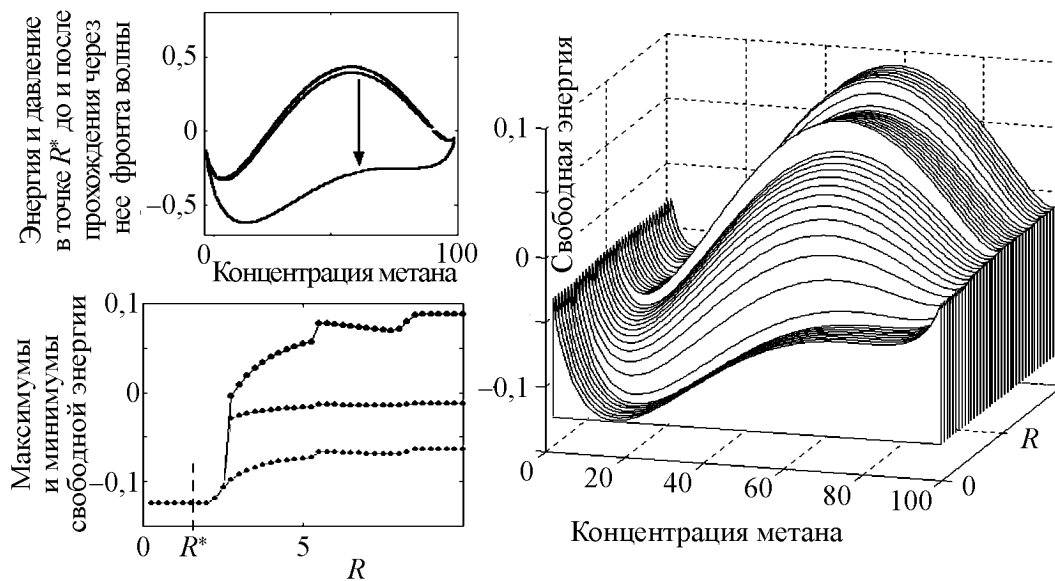 Энергия и давление
в точке R* до и после
прохождения через
нее фронта волны
0,5
0
−0,5
0
100
Концентрация метана
Максимумы
и минимумы
свободной энергии
0,1
0
−0,1
0
R*
5
R
Свободная энергия
0,1
0
−0,1
0
20
40
60
80
100
0
R
Концентрация метана